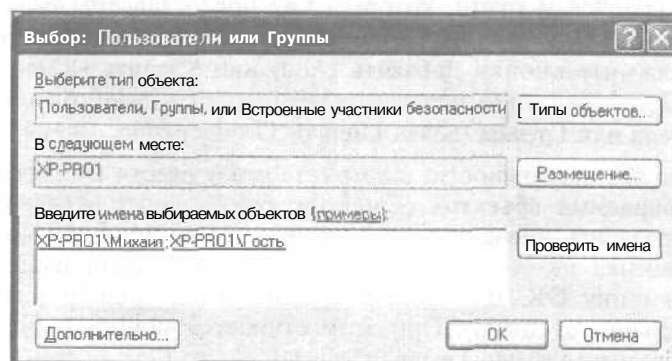 Выбор: Пользователи или Группы
Выберите тип объекта:
Пользователи, Группы, или Встроенные участники безопасности
[ Типы объектов...
В следующем месте:
XP-PRO1
Размещение...
Введите имена выбираемых объектов (примеры):
XP-PRO1\Михаил; XP-PRO1\Гость
Проверить имена
Дополнительно...
OK
Отмена